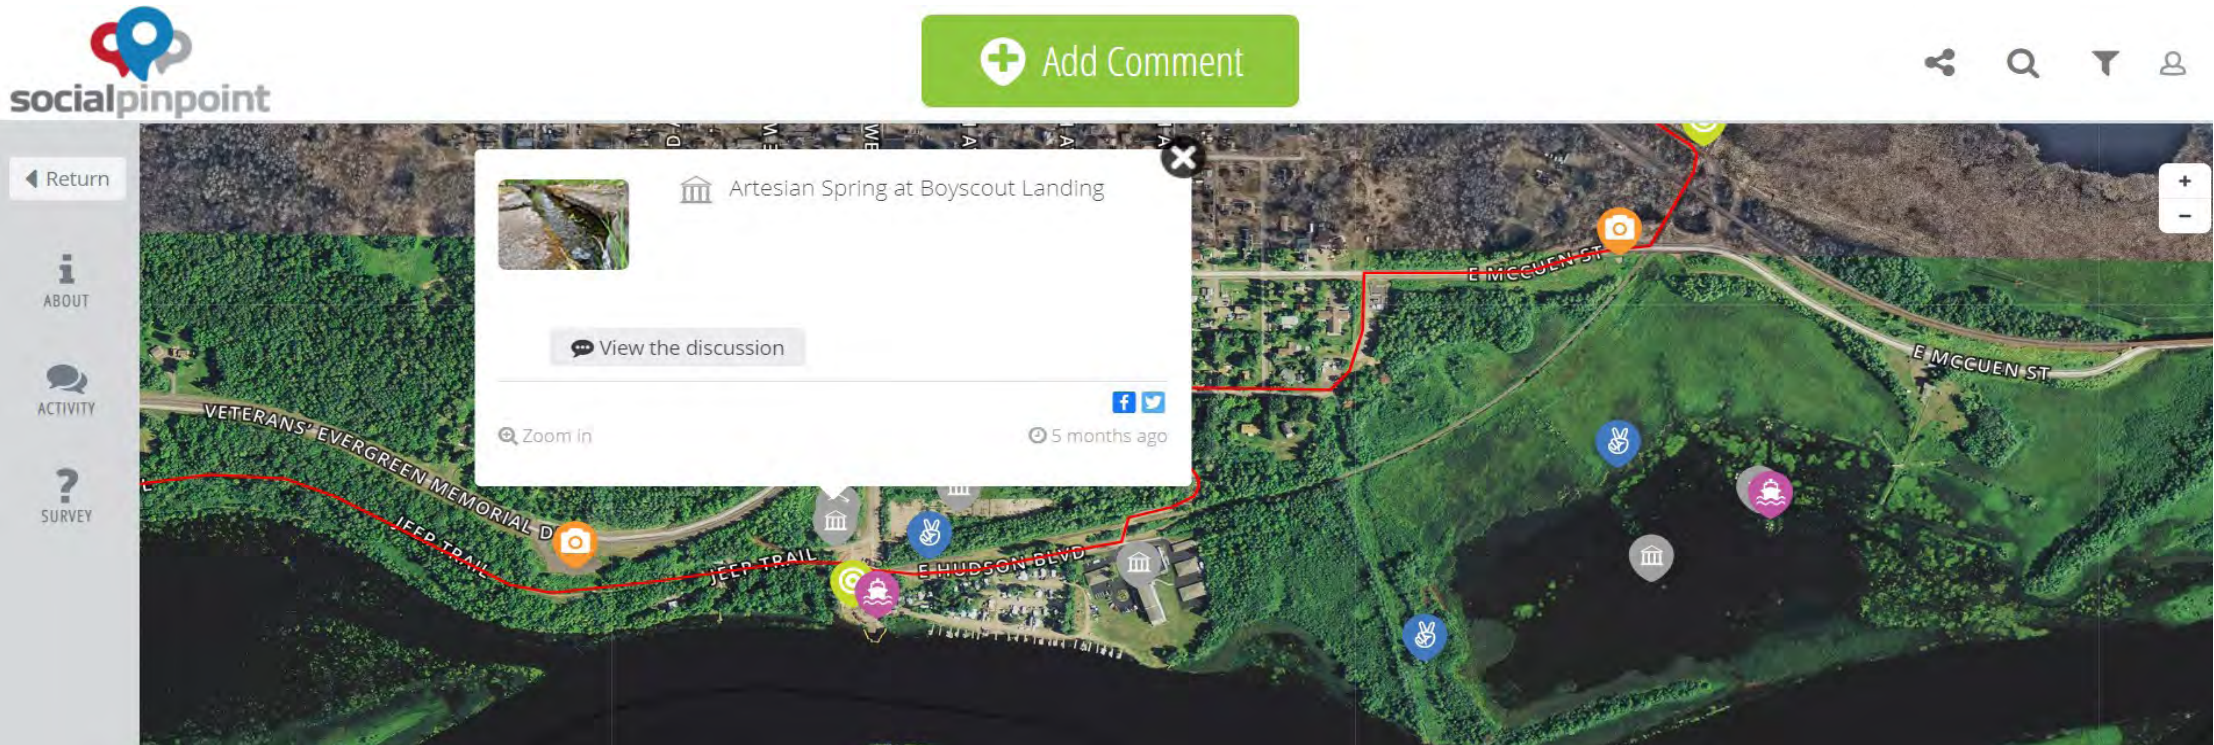 socialpinpoint
Add Comment
Return
ABOUT
ACTIVITY
SURVEY
Artesian Spring at Boyscout Landing
View the discussion
Zoom in
5 months ago
+
-
E MCCUEN ST
E MCCUEN ST
VETERANS' EVERGREEN MEMORIAL D
JEEP TRAIL
JEEP TRAIL
E HUDSON BLVD